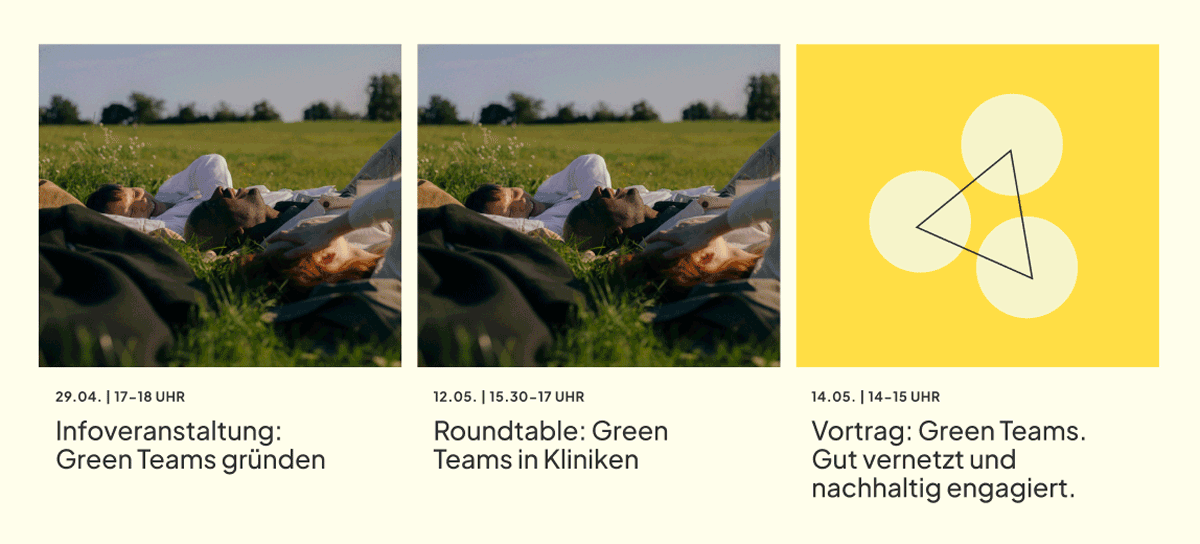 29.04. | 17–18 UHR
Infoveranstaltung:
Green Teams gründen
12.05. | 15.30–17 UHR
Roundtable: Green
Teams in Kliniken
14.05. | 14–15 UHR
Vortrag: Green Teams.
Gut vernetzt und
nachhaltig engagiert.